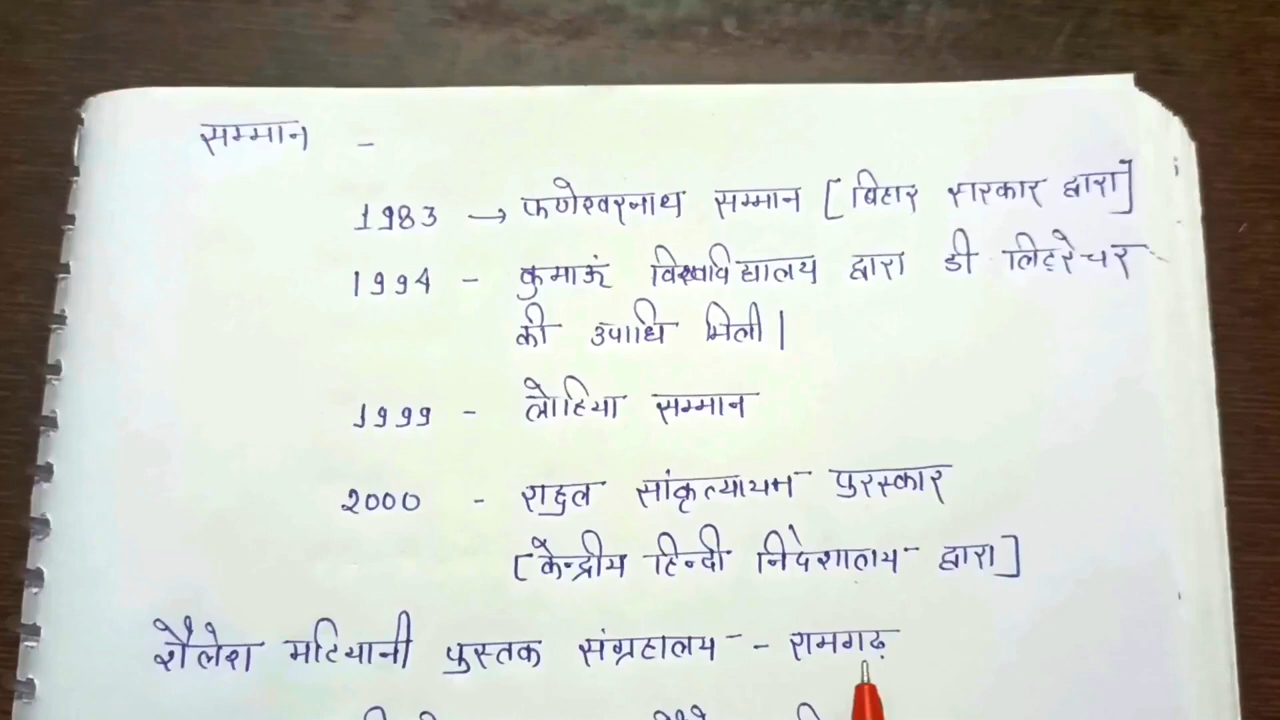 सम्मान -
1983 → फणेश्वरनाथ सम्मान [बिहार सरकार द्वारा]
1994 - कुमाऊं विश्वविद्यालय द्वारा डी लिट्रेचर
की उपाधि मिली|
1999 - लोहिया सम्मान
2000 - राहुल सांकृत्यायन पुरस्कार
[केन्द्रीय हिन्दी निदेशालय द्वारा]
शैलेश मटियानी पुस्तक संग्रहालय - रामगढ़